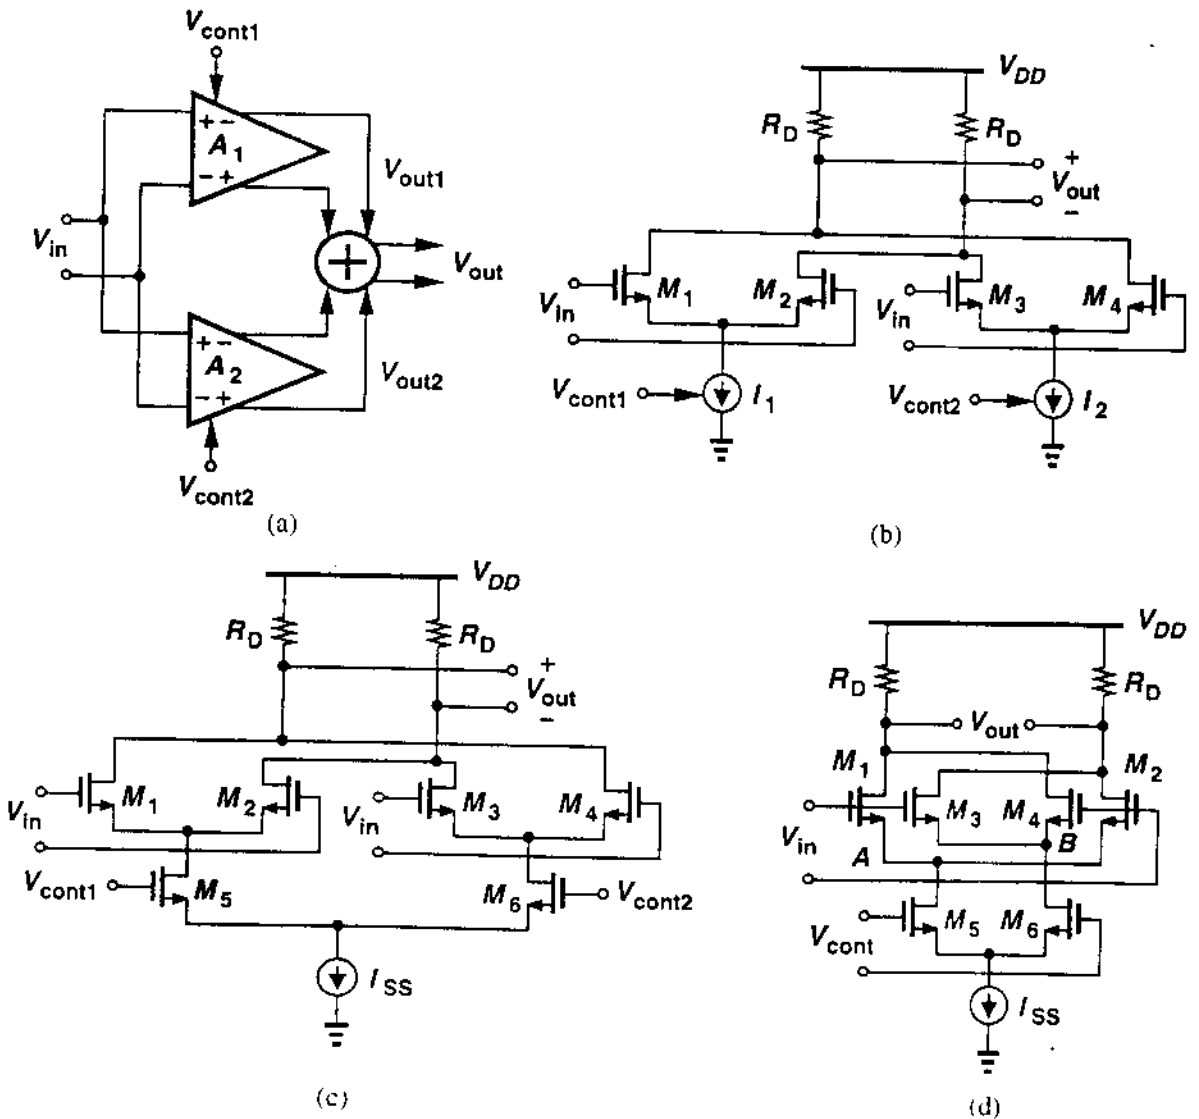 Vcont1
+ −
A1
− +
Vout1
Vin
+
Vout
+ −
A2
− +
Vout2
Vcont2
(a)
VDD
RD
RD
+
Vout
−
Vin
M1
M2
Vin
M3
M4
Vcont1
I1
Vcont2
I2
(b)
VDD
RD
RD
+
Vout
−
Vin
M1
M2
Vin
M3
M4
Vcont1
M5
M6
Vcont2
ISS
(c)
VDD
RD
RD
Vout
M1
M2
M3
M4
Vin
A
B
M5
M6
Vcont
ISS
(d)